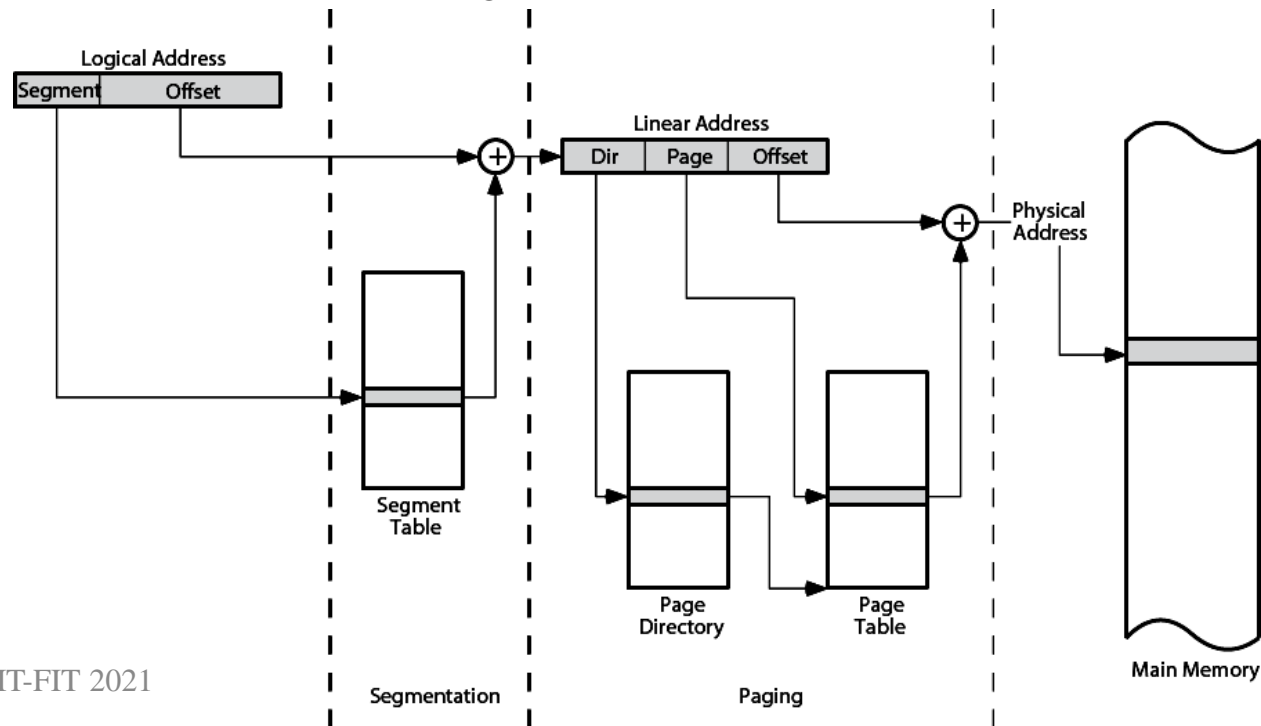 Logical Address
Segment Offset
Linear Address
Dir Page Offset
Physical
Address
Segment
Table
Page
Directory
Page
Table
Main Memory
Segmentation
Paging
IT-FIT 2021